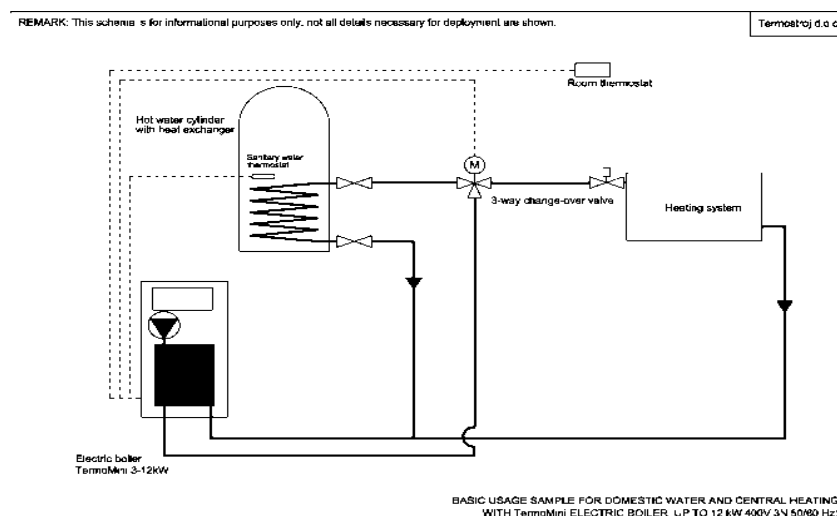 REMARK: This schema is for informational purposes only, not all details necessary for deployment are shown.
Termostroj d.o.o
Room thermostat
Hot water cylinder
with heat exchanger
Sanitary water
thermostat
M
3-way change-over valve
Heating system
Electric boiler
TermoMini 3-12kW
BASIC USAGE SAMPLE FOR DOMESTIC WATER AND CENTRAL HEATING
WITH TermoMini ELECTRIC BOILER UP TO 12 kW 400V 3N 50/60 Hz